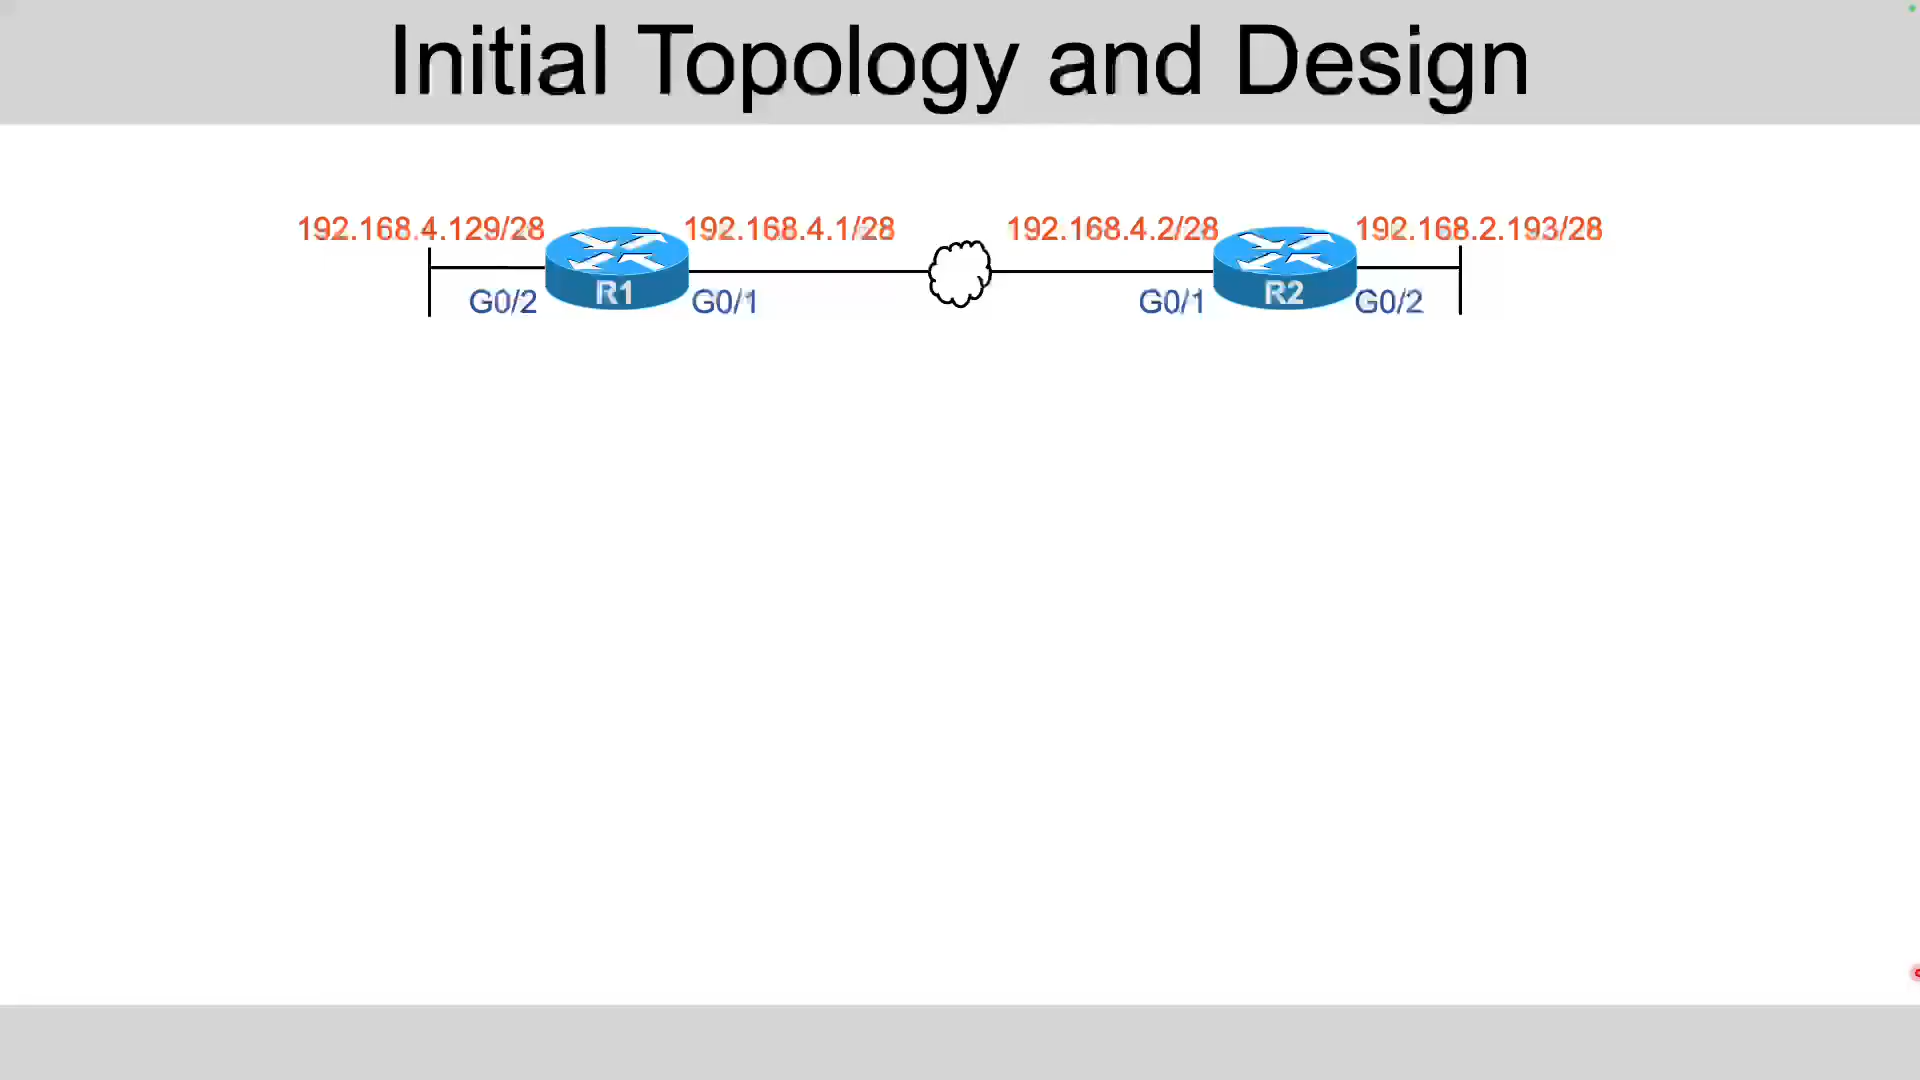 Initial Topology and Design
192.168.4.129/28 192.168.4.1/28 192.168.4.2/28 192.168.2.193/28
R1 R2
G0/2 G0/1 G0/1 G0/2